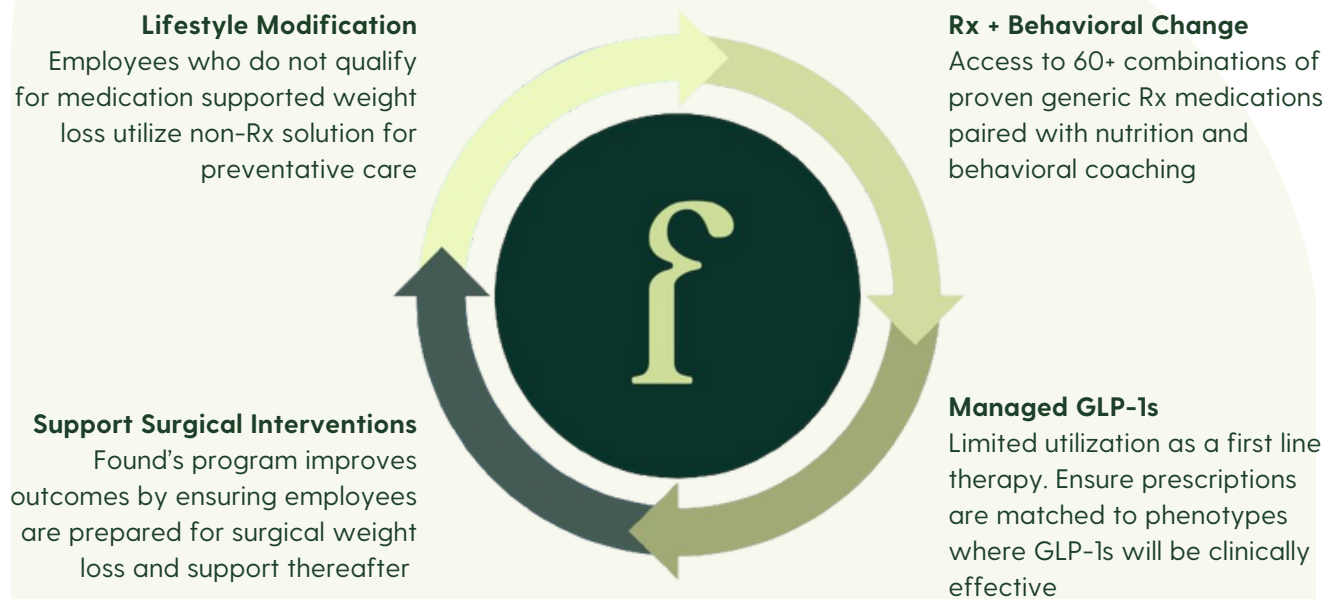 Lifestyle Modification
Employees who do not qualify
for medication supported weight
loss utilize non-Rx solution for
preventative care
Rx + Behavioral Change
Access to 60+ combinations of
proven generic Rx medications
paired with nutrition and
behavioral coaching
f
Support Surgical Interventions
Found's program improves
outcomes by ensuring employees
are prepared for surgical weight
loss and support thereafter
Managed GLP-1s
Limited utilization as a first line
therapy. Ensure prescriptions
are matched to phenotypes
where GLP-1s will be clinically
effective